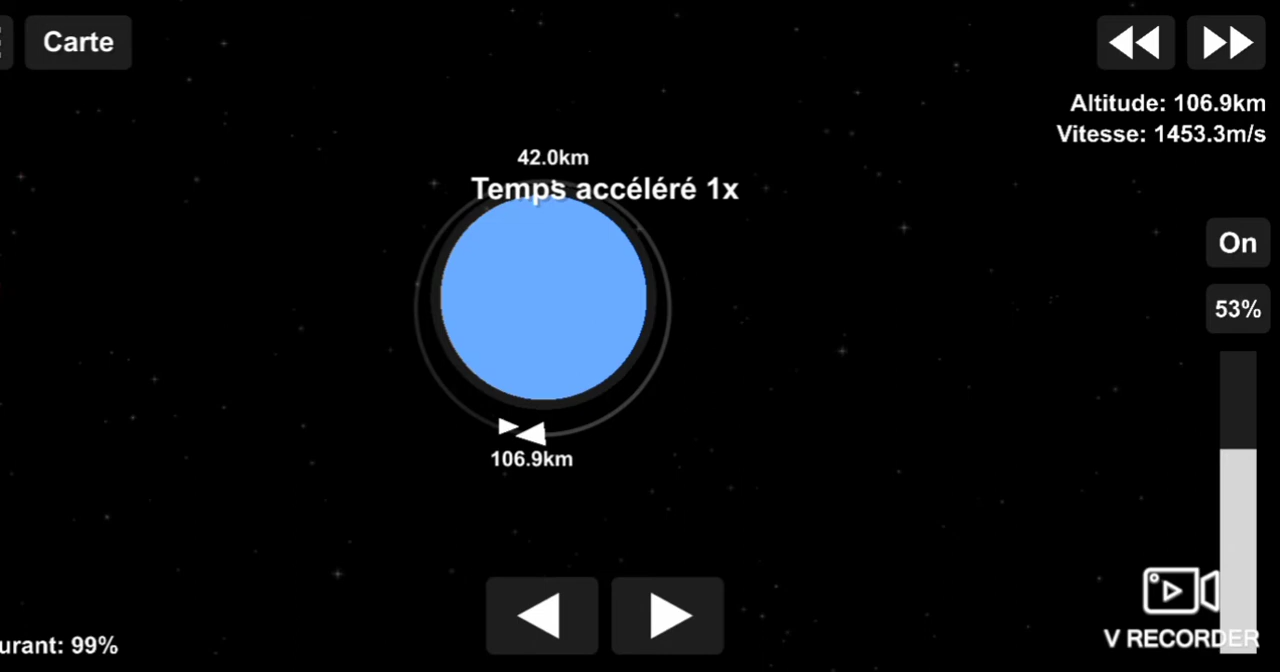 Carte
Altitude: 106.9km
Vitesse: 1453.3m/s
42.0km
Temps accéléré 1x
On
53%
106.9km
urant: 99%
V RECORDER